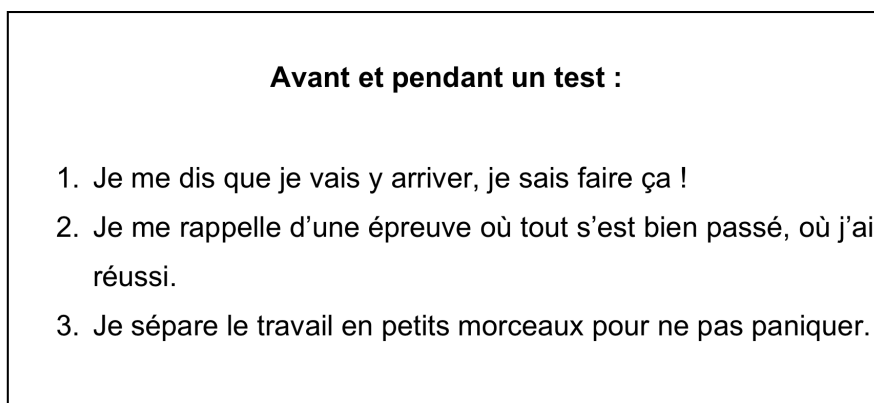 Avant et pendant un test :
1. Je me dis que je vais y arriver, je sais faire ça !
2. Je me rappelle d’une épreuve où tout s’est bien passé, où j’ai
réussi.
3. Je sépare le travail en petits morceaux pour ne pas paniquer.